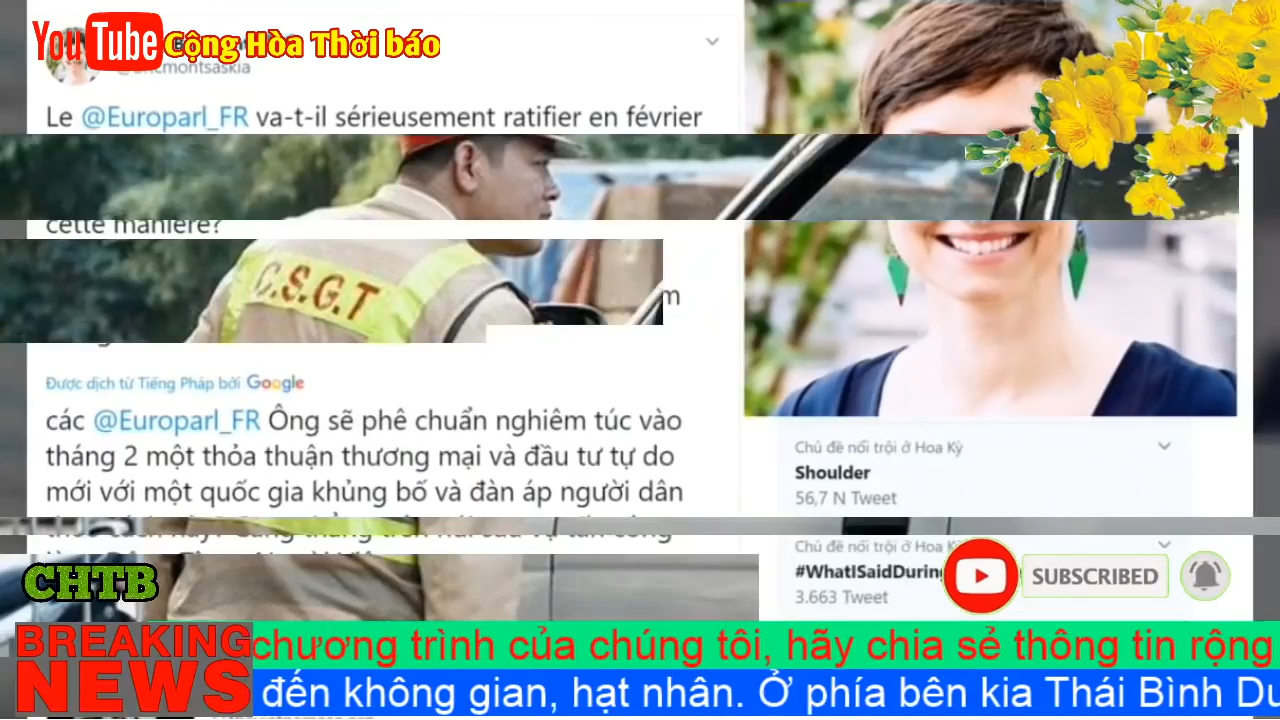 YouTube Cộng Hòa Thời báo
Le @Europarl_FR va-t-il sérieusement ratifier en février
cette manière?
C.S.G.T
Được dịch từ Tiếng Pháp bởi Google
các @Europarl_FR Ông sẽ phê chuẩn nghiêm túc vào
tháng 2 một thỏa thuận thương mại và đầu tư tự do
mới với một quốc gia khủng bố và đàn áp người dân
Chủ đề nổi trội ở Hoa Kỳ
Shoulder
56,7 N Tweet
Chủ đề nổi trội ở Hoa
#WhatISaidDuring
3.663 Tweet
SUBSCRIBED
CHTB
BREAKING
NEWS
chương trình của chúng tôi, hãy chia sẻ thông tin rộng
đến không gian, hạt nhân. Ở phía bên kia Thái Bình